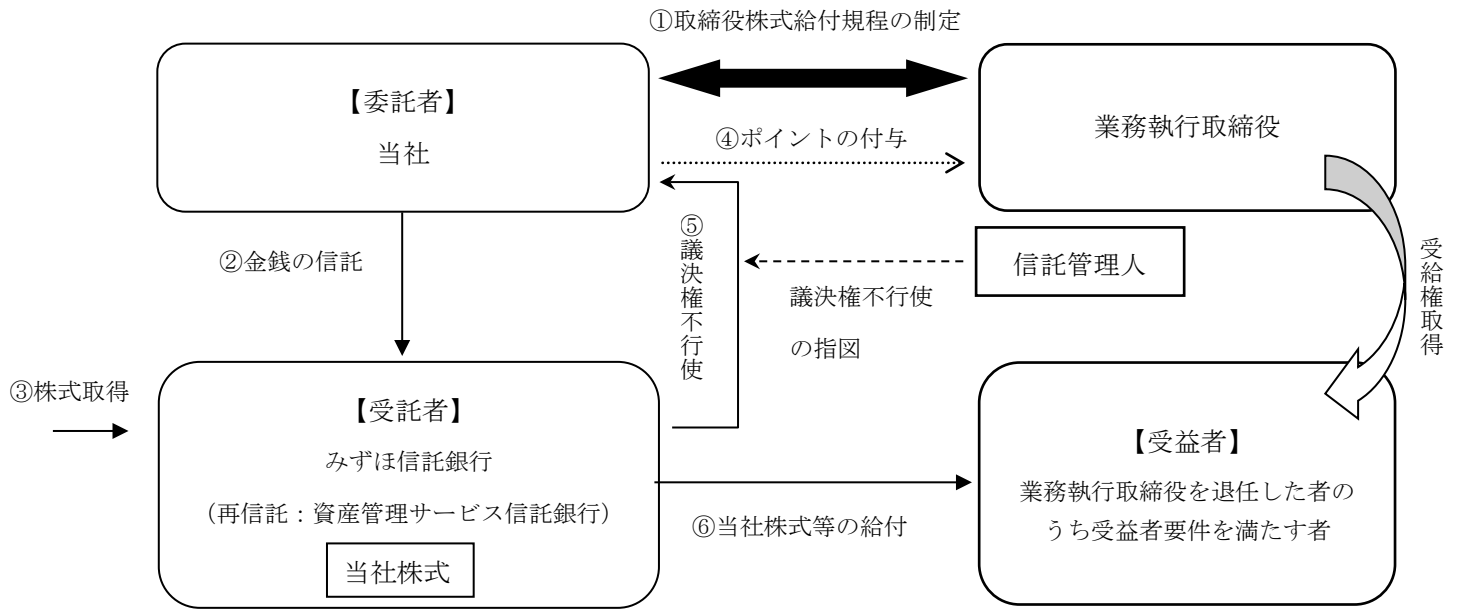 ①取締役株式給付規程の制定
【委託者】
当社
業務執行取締役
④ポイントの付与
②金銭の信託
⑤議決権不行使
信託管理人
議決権不行使
の指図
受給権取得
③株式取得
【受託者】
みずほ信託銀行
（再信託：資産管理サービス信託銀行）
当社株式
⑥当社株式等の給付
【受益者】
業務執行取締役を退任した者の
うち受益者要件を満たす者